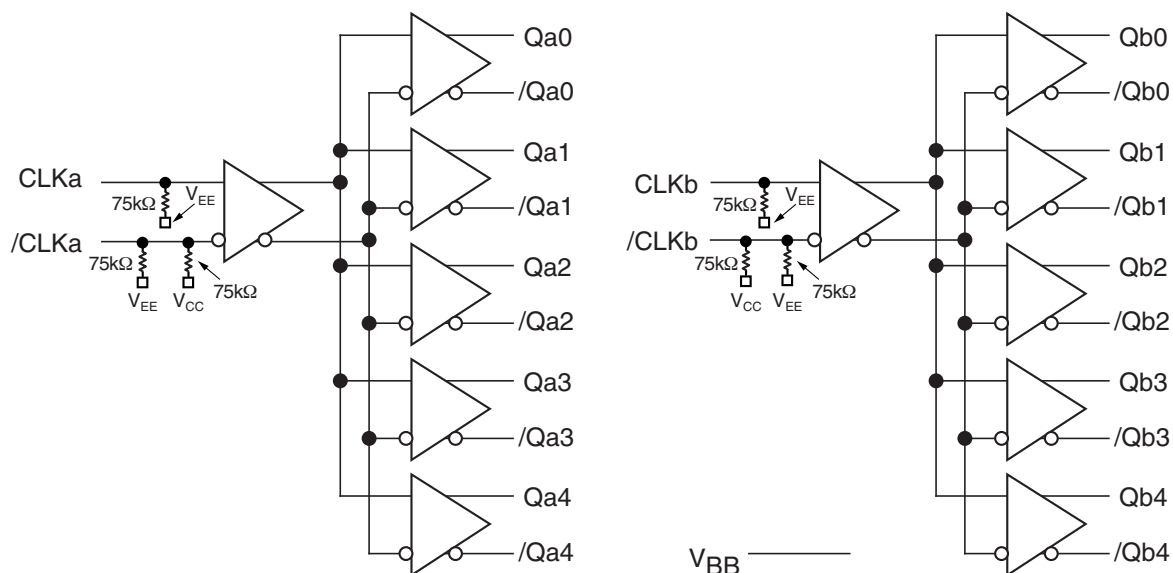 Qa0
/Qa0
Qa1
/Qa1
Qa2
/Qa2
Qa3
/Qa3
Qa4
/Qa4
CLKa
75kΩ
VEE
/CLKa
75kΩ
VEE
VCC
75kΩ
Qb0
/Qb0
Qb1
/Qb1
Qb2
/Qb2
Qb3
/Qb3
Qb4
/Qb4
CLKb
75kΩ
VEE
/CLKb
75kΩ
VCC
VEE
75kΩ
VBB